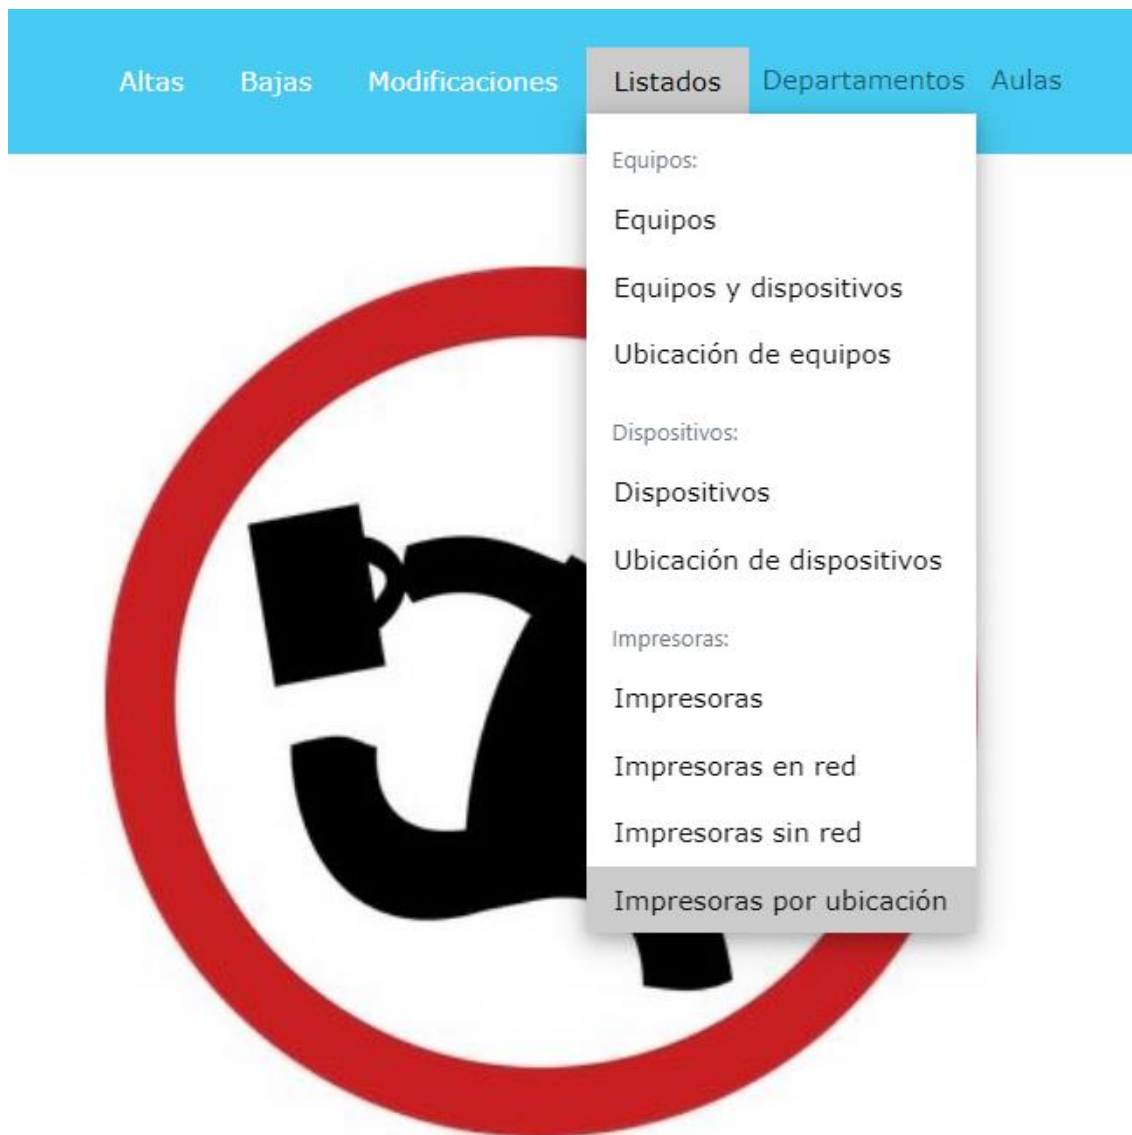 Altas Bajas Modificaciones Listados Departamentos Aulas
Equipos:
Equipos
Equipos y dispositivos
Ubicación de equipos
Dispositivos:
Dispositivos
Ubicación de dispositivos
Impresoras:
Impresoras
Impresoras en red
Impresoras sin red
Impresoras por ubicación